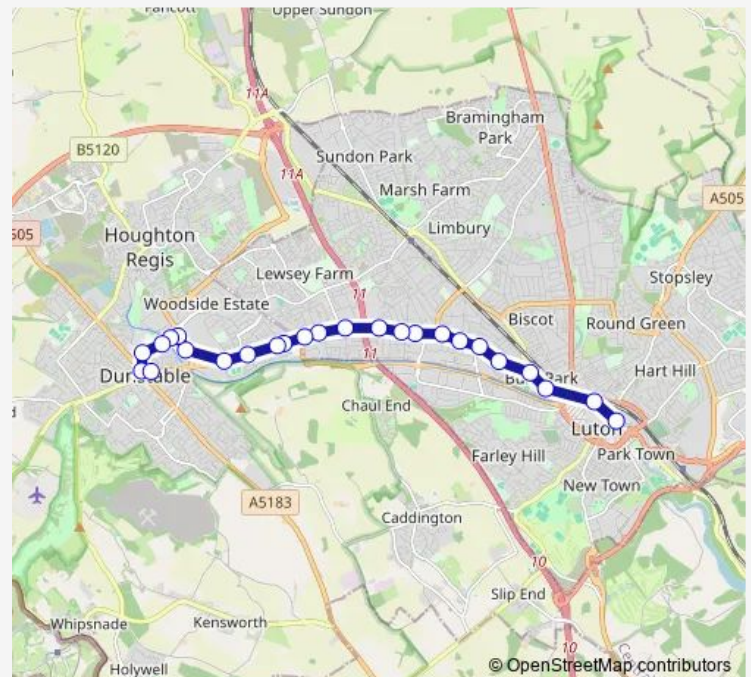 Upper Sundon
11A
B5120
Bramingham
Park
Sundon Park
11A
Marsh Farm
A505
Houghton
Regis
Limbury
Lewsey Farm
Stopsley
11
Woodside Estate
Biscot
Round Green
11
Hart Hill
Dunstable
Chaul End
Luton
Farley Hill
Park Town
New Town
A5183
Caddington
10
Slip End
Whipsnade
Kensworth
10
Holywell
© OpenStreetMap contributors